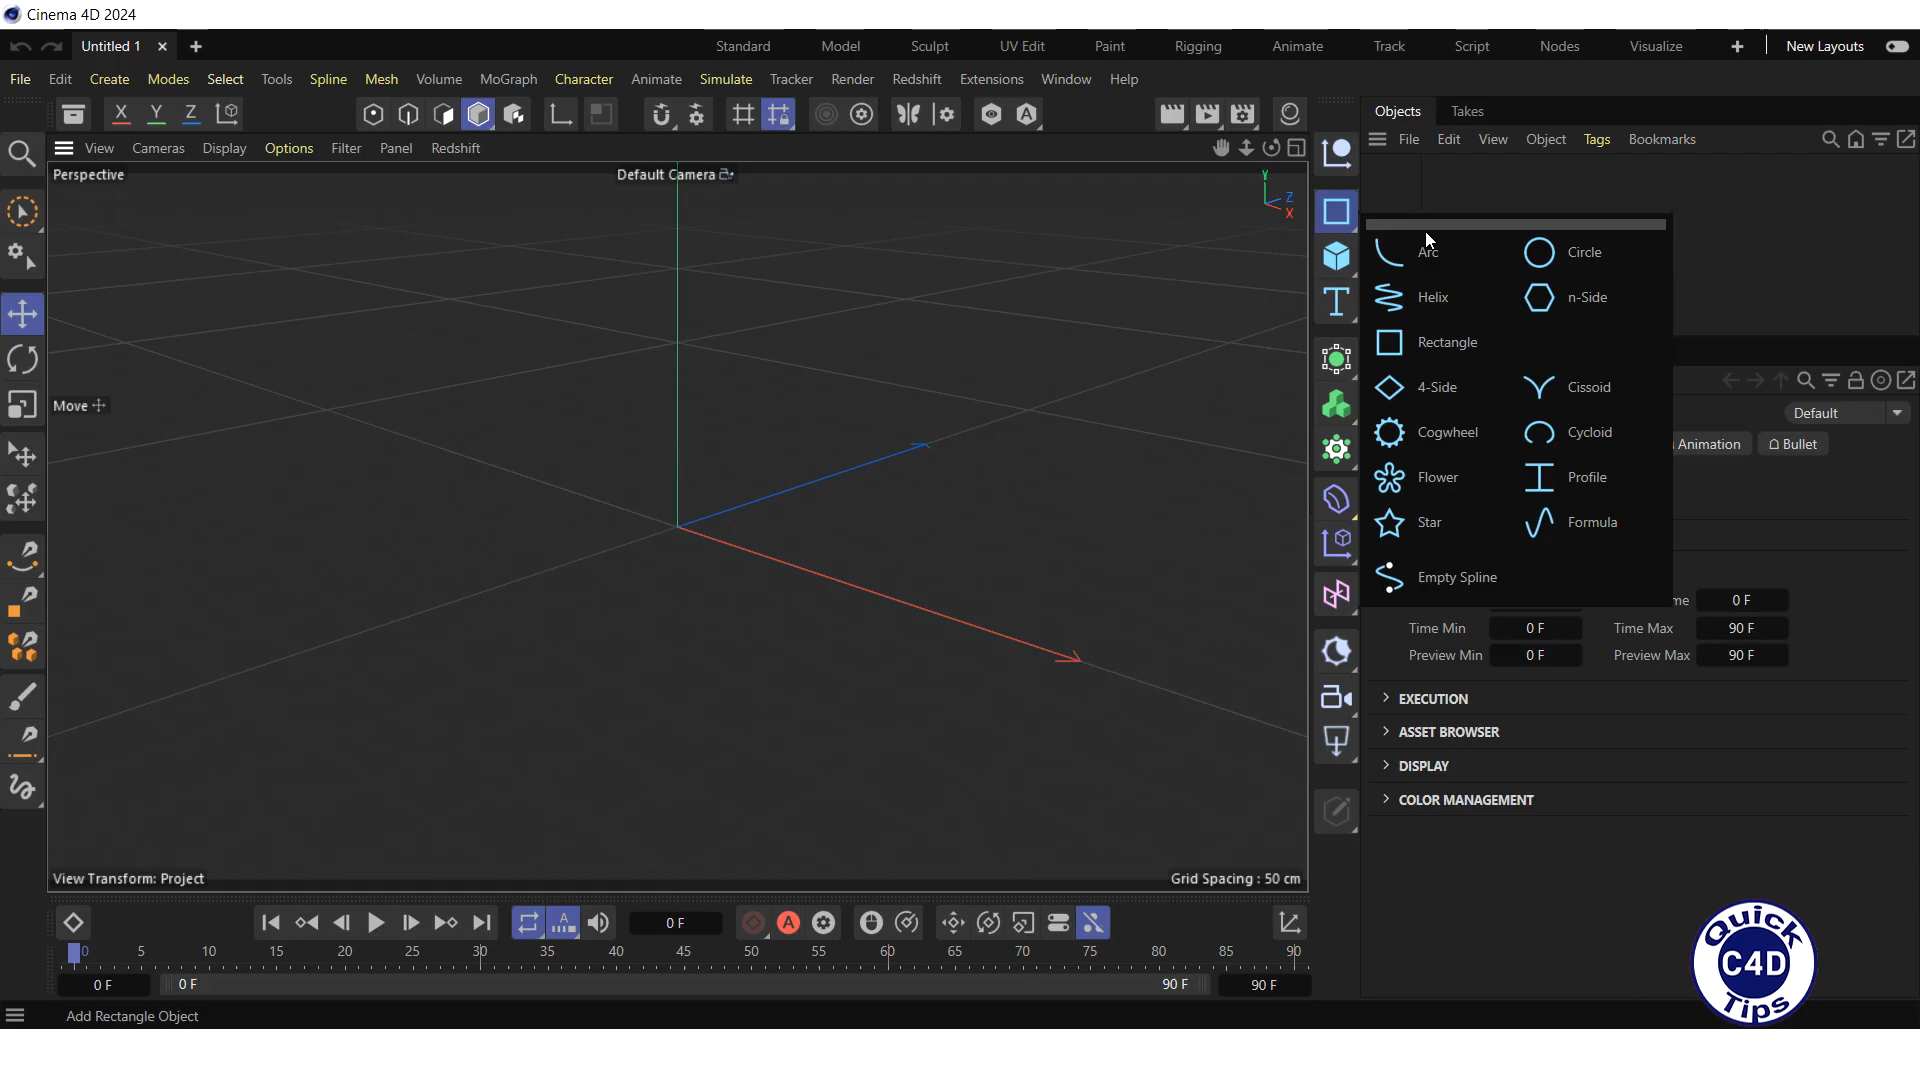 Cinema 4D 2024
Untitled 1
Standard Model Sculpt UV Edit Paint Rigging Animate Track Script Nodes Visualize New Layouts
File Edit Create Modes Select Tools Spline Mesh Volume MoGraph Character Animate Simulate Tracker Render Redshift Extensions Window Help
X Y Z
Objects Takes
View Cameras Display Options Filter Panel Redshift
File Edit View Object Tags Bookmarks
Perspective
Default Camera
Y
Z
X
Arc Circle
Helix n-Side
Rectangle
4-Side Cissoid
Cogwheel Cycloid
Flower Profile
Star Formula
Empty Spline
Move
Default
Animation Bullet
me 0 F
Time Min 0 F Time Max 90 F
Preview Min 0 F Preview Max 90 F
EXECUTION
ASSET BROWSER
DISPLAY
COLOR MANAGEMENT
View Transform: Project
Grid Spacing : 50 cm
0 F
A
A
0 5 10 15 20 25 30 35 40 45 50 55 60 65 70 75 80 85 90
0 F 0 F 90 F 90 F
Add Rectangle Object
Quick
C4D
Tips